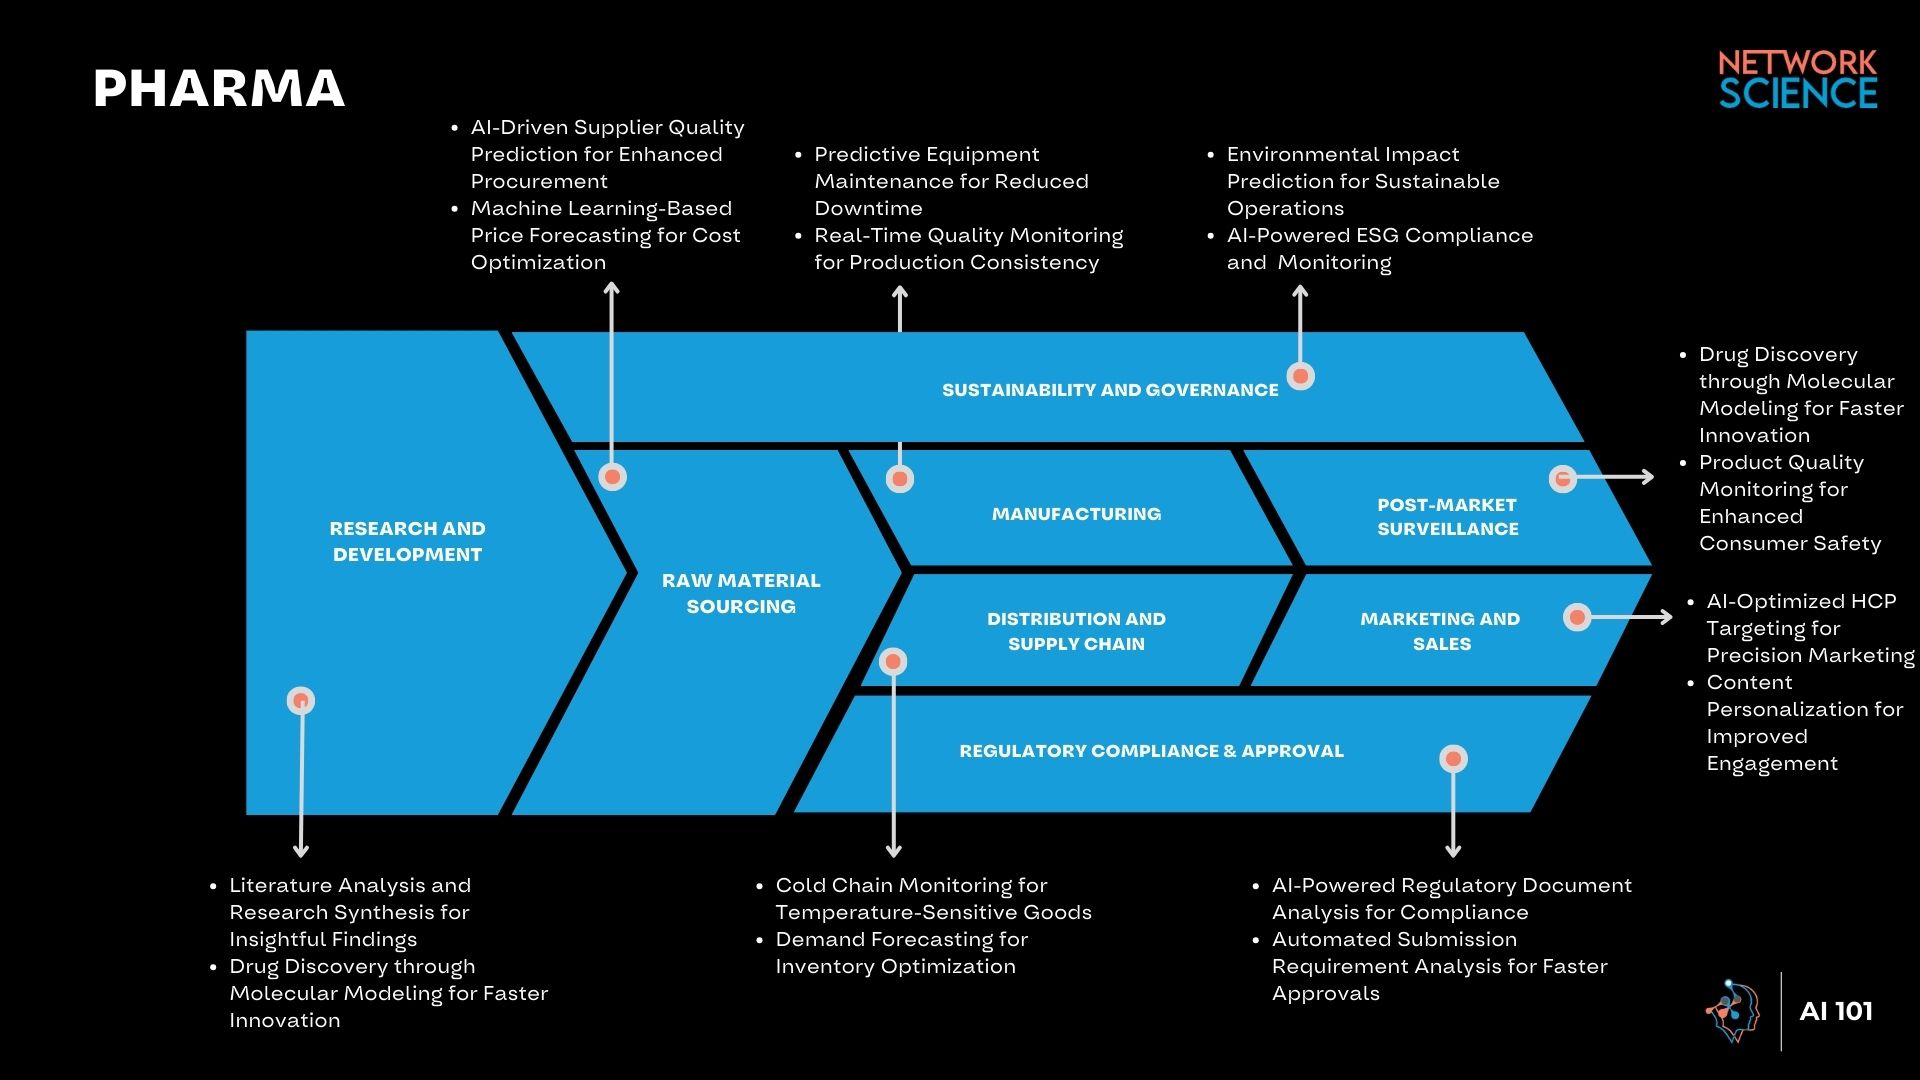 PHARMA
NETWORK
SCIENCE
• AI-Driven Supplier Quality
Prediction for Enhanced
Procurement
• Machine Learning-Based
Price Forecasting for Cost
Optimization
• Predictive Equipment
Maintenance for Reduced
Downtime
• Real-Time Quality Monitoring
for Production Consistency
• Environmental Impact
Prediction for Sustainable
Operations
• AI-Powered ESG Compliance
and  Monitoring
SUSTAINABILITY AND GOVERNANCE
RESEARCH AND
DEVELOPMENT
RAW MATERIAL
SOURCING
MANUFACTURING
POST-MARKET
SURVEILLANCE
DISTRIBUTION AND
SUPPLY CHAIN
MARKETING AND
SALES
REGULATORY COMPLIANCE & APPROVAL
• Drug Discovery
through Molecular
Modeling for Faster
Innovation
• Product Quality
Monitoring for
Enhanced
Consumer Safety
• AI-Optimized HCP
Targeting for
Precision Marketing
• Content
Personalization for
Improved
Engagement
• Literature Analysis and
Research Synthesis for
Insightful Findings
• Drug Discovery through
Molecular Modeling for Faster
Innovation
• Cold Chain Monitoring for
Temperature-Sensitive Goods
• Demand Forecasting for
Inventory Optimization
• AI-Powered Regulatory Document
Analysis for Compliance
• Automated Submission
Requirement Analysis for Faster
Approvals
AI 101